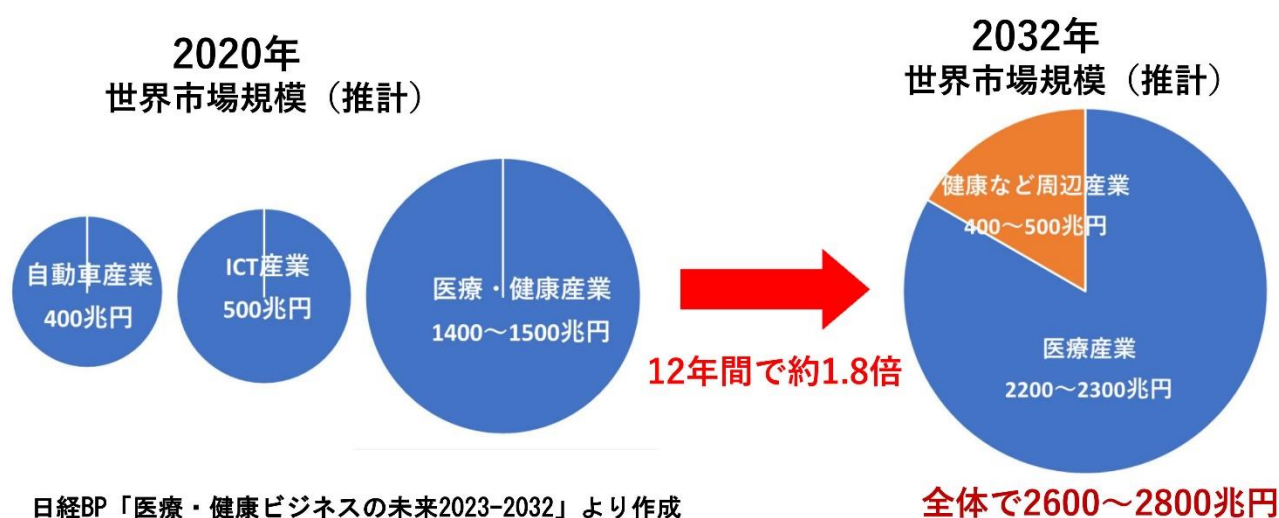 2020年
世界市場規模（推計）
自動車産業
400兆円
ICT産業
500兆円
医療・健康産業
1400～1500兆円
12年間で約1.8倍
2032年
世界市場規模（推計）
健康など周辺産業
400～500兆円
医療産業
2200～2300兆円
全体で2600～2800兆円
日経BP「医療・健康ビジネスの未来2023-2032」より作成